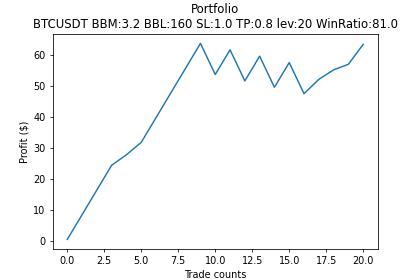 Portfolio
BTCUSDT BBM:3.2 BBL:160 SL:1.0 TP:0.8 lev:20 WinRatio:81.0
60
50
40
30
20
10
0
Profit ($)
0.0 2.5 5.0 7.5 10.0 12.5 15.0 17.5 20.0
Trade counts